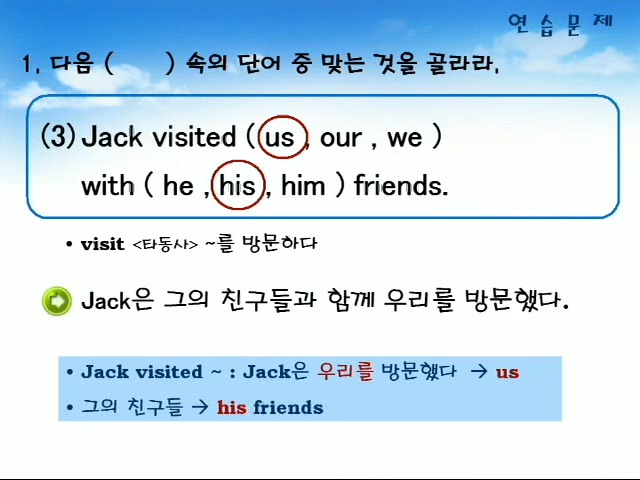 연습문제
1. 다음 (      ) 속의 단어 중 맞는 것을 골라라.
(3) Jack visited ( us , our , we )
with ( he , his , him ) friends.
• visit <타동사> ~를 방문하다
Jack은 그의 친구들과 함께 우리를 방문했다.
• Jack visited ~ : Jack은 우리를 방문했다 → us
• 그의 친구들 → his friends